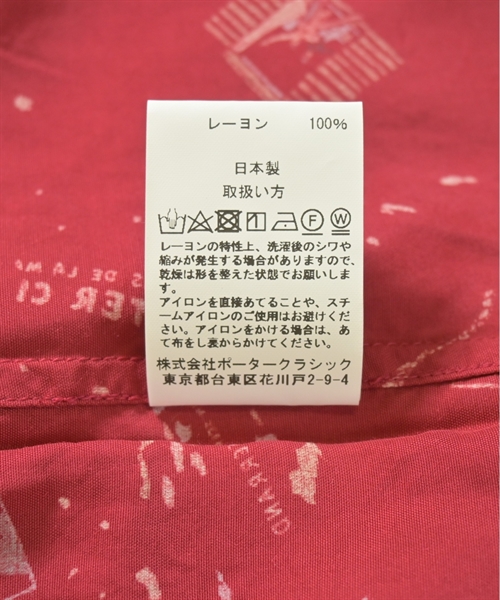 レーヨン 100%
日本製
取扱い方
F W
レーヨンの特性上、洗濯後のシワや
縮みが発生する場合がありますので、
乾燥は形を整えた状態でお願いしま
す。
アイロンを直接あてることや、スチ
ームアイロンのご使用はお避けくださ
い。アイロンをかける場合は、あ
て布をし裏からかけてください。
株式会社ポータークラシック
東京都台東区花川戸2-9-4
DE LA
TER CL